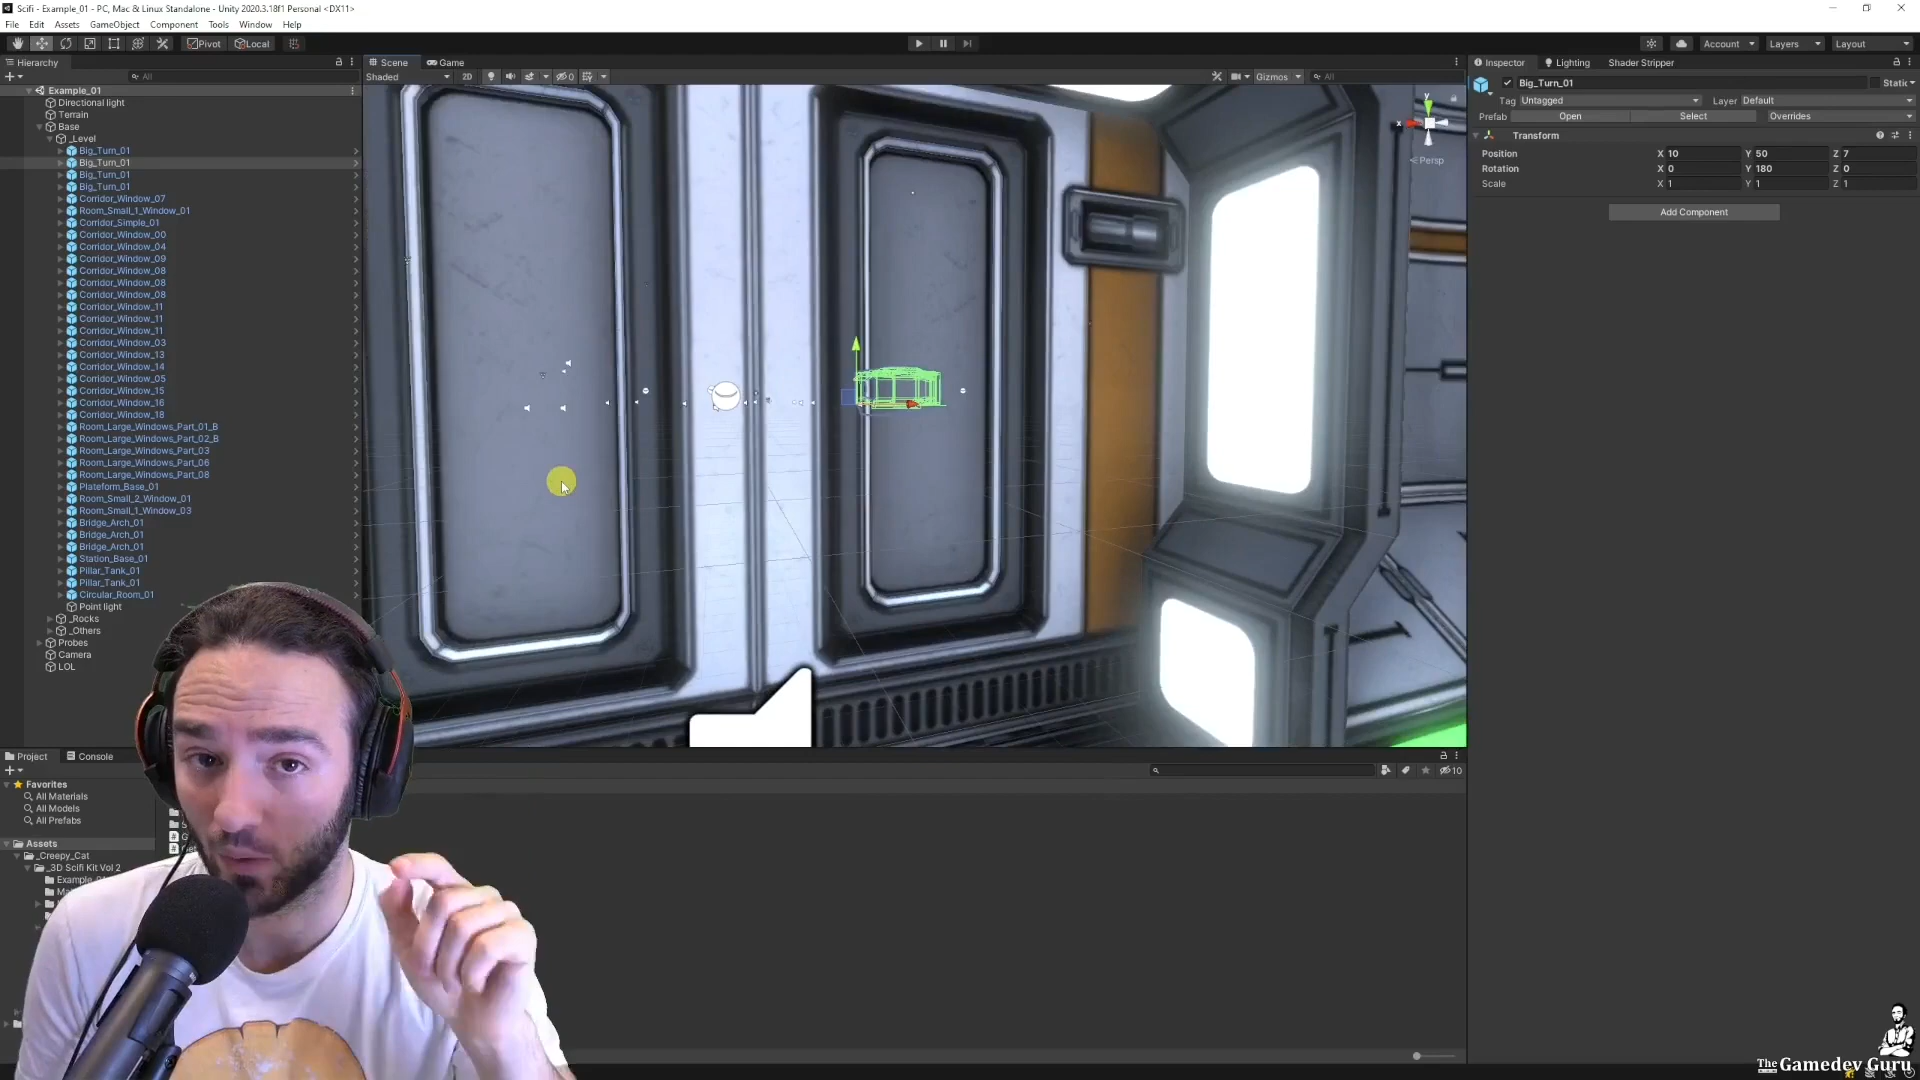 Scifi - Example_01 - PC, Mac & Linux Standalone - Unity 2020.3.18f1 Personal <DX11>
File Edit Assets GameObject Component Tools Window Help
Pivot Local
Account Layers Layout
Hierarchy
All
Example_01
Directional light
Terrain
Base
_Level
Big_Turn_01
Big_Turn_01
Big_Turn_01
Big_Turn_01
Corridor_Window_07
Room_Small_1_Window_01
Corridor_Simple_01
Corridor_Window_00
Corridor_Window_04
Corridor_Window_09
Corridor_Window_08
Corridor_Window_08
Corridor_Window_08
Corridor_Window_11
Corridor_Window_11
Corridor_Window_11
Corridor_Window_03
Corridor_Window_13
Corridor_Window_14
Corridor_Window_05
Corridor_Window_15
Corridor_Window_16
Corridor_Window_18
Room_Large_Windows_Part_01_B
Room_Large_Windows_Part_02_B
Room_Large_Windows_Part_03
Room_Large_Windows_Part_06
Room_Large_Windows_Part_08
Plateform_Base_01
Room_Small_2_Window_01
Room_Small_1_Window_03
Bridge_Arch_01
Bridge_Arch_01
Bridge_Arch_01
Station_Base_01
Pillar_Tank_01
Pillar_Tank_01
Circular_Room_01
Point light
_Rocks
_Others
Probes
Camera
LOL
Scene Game
Shaded 2D 0 Gizmos All
y
x
Persp
Inspector Lighting Shader Stripper
Big_Turn_01 Static
Tag Untagged Layer Default
Prefab Open Select Overrides
Transform
Position X 10 Y 50 Z 7
Rotation X 0 Y 180 Z 0
Scale X 1 Y 1 Z 1
Add Component
Project Console
10
Favorites
All Materials
All Models
All Prefabs
Assets
_Creepy_Cat
_3D Scifi Kit Vol 2
The Gamedev Guru